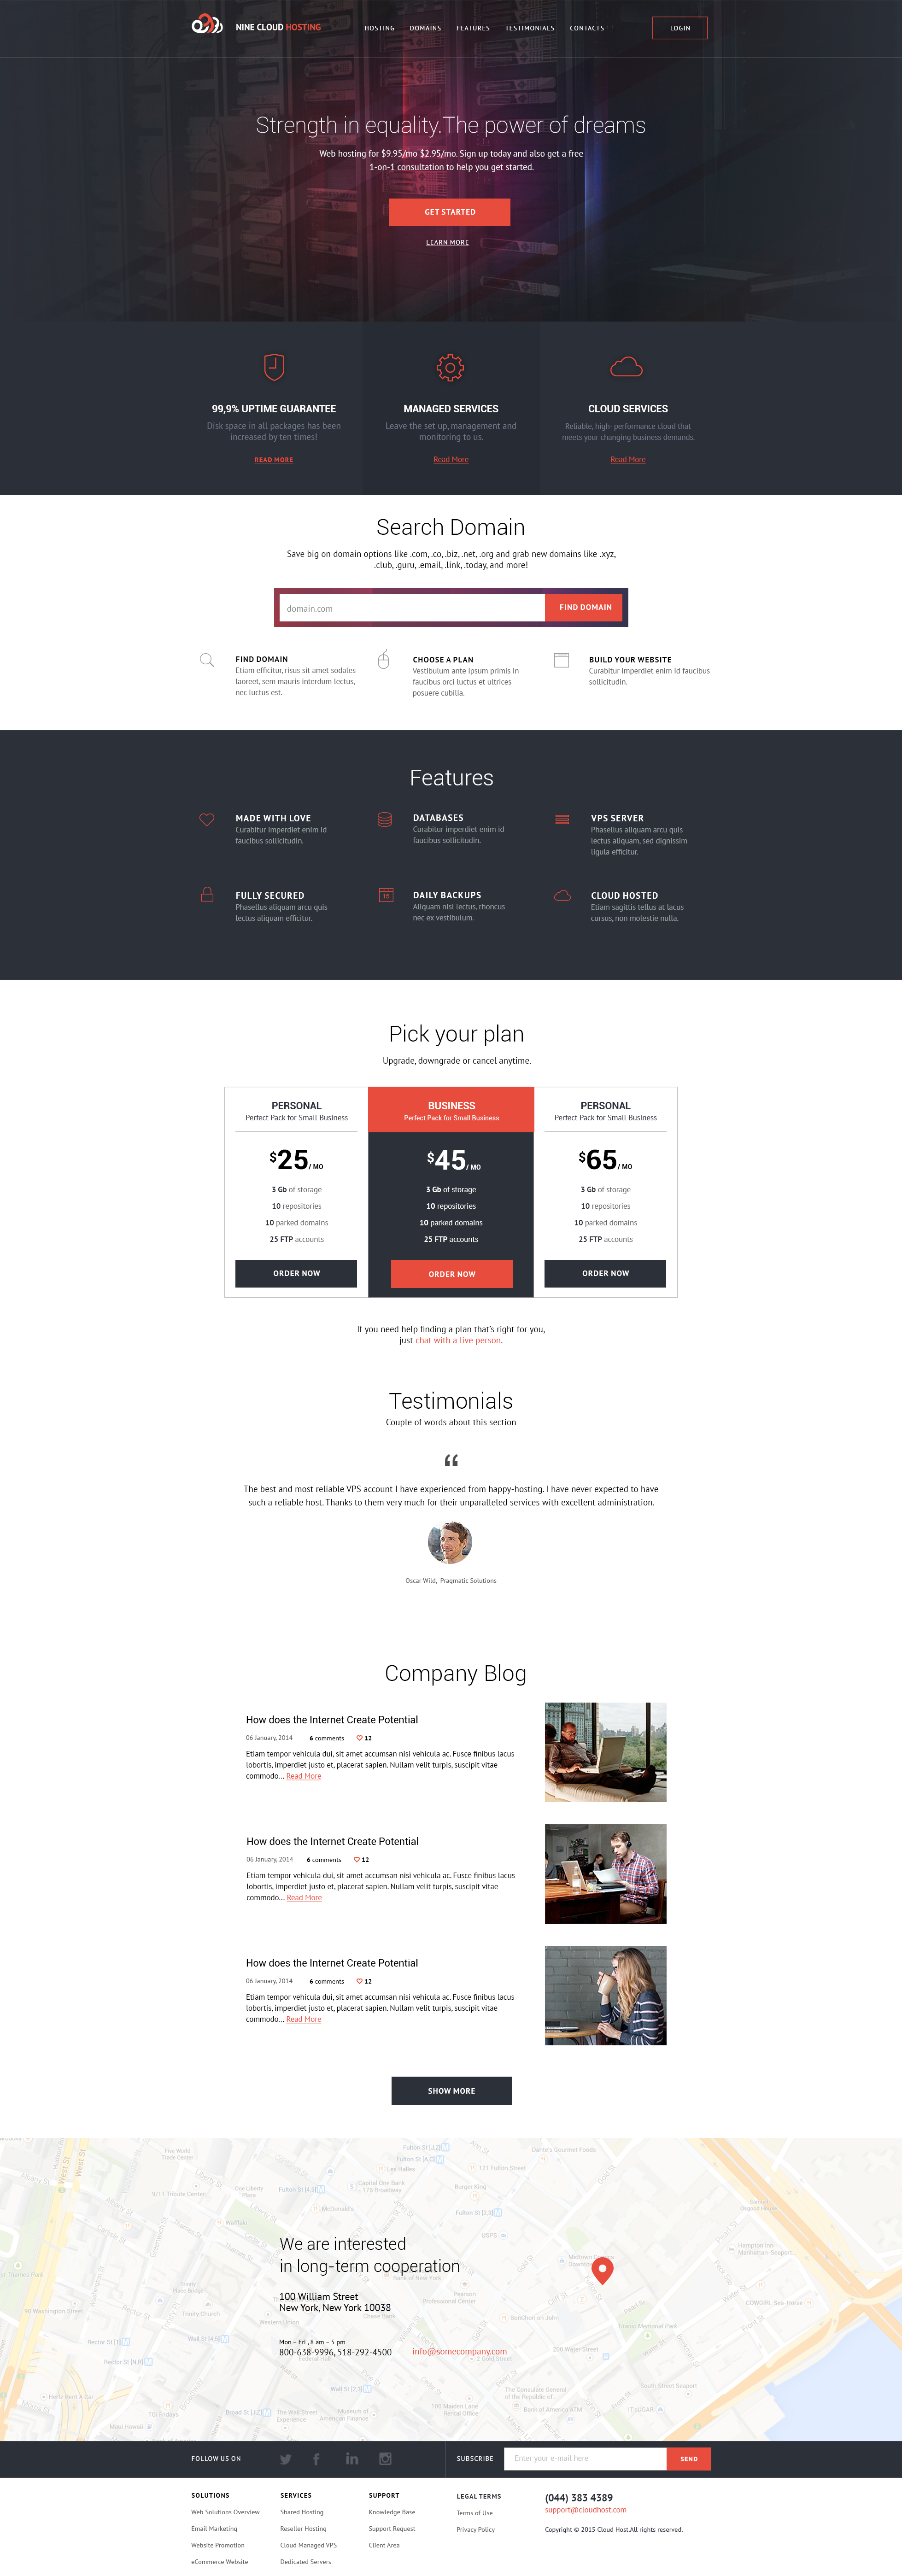 NINE CLOUD HOSTING
HOSTING DOMAINS FEATURES TESTIMONIALS CONTACTS
LOGIN
Strength in equality.The power of dreams
Web hosting for $9.95/mo $2.95/mo. Sign up today and also get a free
1-on-1 consultation to help you get started.
GET STARTED
LEARN MORE
99,9% UPTIME GUARANTEE
Disk space in all packages has been
increased by ten times!
READ MORE
MANAGED SERVICES
Leave the set up, management and
monitoring to us.
Read More
CLOUD SERVICES
Reliable, high- performance cloud that
meets your changing business demands.
Read More
Search Domain
Save big on domain options like .com, .co, .biz, .net, .org and grab new domains like .xyz,
.club, .guru, .email, .link, .today, and more!
domain.com
FIND DOMAIN
FIND DOMAIN
Etiam efficitur, risus sit amet sodales
laoreet, sem mauris interdum lectus,
nec luctus est.
CHOOSE A PLAN
Vestibulum ante ipsum primis in
faucibus orci luctus et ultrices
posuere cubilia.
BUILD YOUR WEBSITE
Curabitur imperdiet enim id faucibus
sollicitudin.
Features
MADE WITH LOVE
Curabitur imperdiet enim id
faucibus sollicitudin.
DATABASES
Curabitur imperdiet enim id
faucibus sollicitudin.
VPS SERVER
Phasellus aliquam arcu quis
lectus aliquam, sed dignissim
ligula efficitur.
FULLY SECURED
Phasellus aliquam arcu quis
lectus aliquam efficitur.
16
DAILY BACKUPS
Aliquam nisl lectus, rhoncus
nec ex vestibulum.
CLOUD HOSTED
Etiam sagittis tellus at lacus
cursus, non molestie nulla.
Pick your plan
Upgrade, downgrade or cancel anytime.
PERSONAL
Perfect Pack for Small Business
$25/ MO
3 Gb of storage
10 repositories
10 parked domains
25 FTP accounts
ORDER NOW
BUSINESS
Perfect Pack for Small Business
$45/ MO
3 Gb of storage
10 repositories
10 parked domains
25 FTP accounts
ORDER NOW
PERSONAL
Perfect Pack for Small Business
$65/ MO
3 Gb of storage
10 repositories
10 parked domains
25 FTP accounts
ORDER NOW
If you need help finding a plan that's right for you,
just chat with a live person.
Testimonials
Couple of words about this section
“
The best and most reliable VPS account I have experienced from happy-hosting. I have never expected to have
such a reliable host. Thanks to them very much for their unparalleled services with excellent administration.
Oscar Wild, Pragmatic Solutions
Company Blog
How does the Internet Create Potential
06 January, 2014 6 comments 12
Etiam tempor vehicula dui, sit amet accumsan nisi vehicula ac. Fusce finibus lacus
lobortis, imperdiet justo et, placerat sapien. Nullam velit turpis, suscipit vitae
commodo... Read More
How does the Internet Create Potential
06 January, 2014 6 comments 12
Etiam tempor vehicula dui, sit amet accumsan nisi vehicula ac. Fusce finibus lacus
lobortis, imperdiet justo et, placerat sapien. Nullam velit turpis, suscipit vitae
commodo... Read More
How does the Internet Create Potential
06 January, 2014 6 comments 12
Etiam tempor vehicula dui, sit amet accumsan nisi vehicula ac. Fusce finibus lacus
lobortis, imperdiet justo et, placerat sapien. Nullam velit turpis, suscipit vitae
commodo... Read More
SHOW MORE
We are interested
in long-term cooperation
100 William Street
New York, New York 10038
Mon – Fri , 8 am – 5 pm
800-638-9996, 518-292-4500
info@somecompany.com
FOLLOW US ON
SUBSCRIBE
Enter your e-mail here
SEND
SOLUTIONS
Web Solutions Overview
Email Marketing
Website Promotion
eCommerce Website
SERVICES
Shared Hosting
Reseller Hosting
Cloud Managed VPS
Dedicated Servers
SUPPORT
Knowledge Base
Support Request
Client Area
LEGAL TERMS
Terms of Use
Privacy Policy
(044) 383 4389
support@cloudhost.com
Copyright © 2015 Cloud Host.All rights reserved.